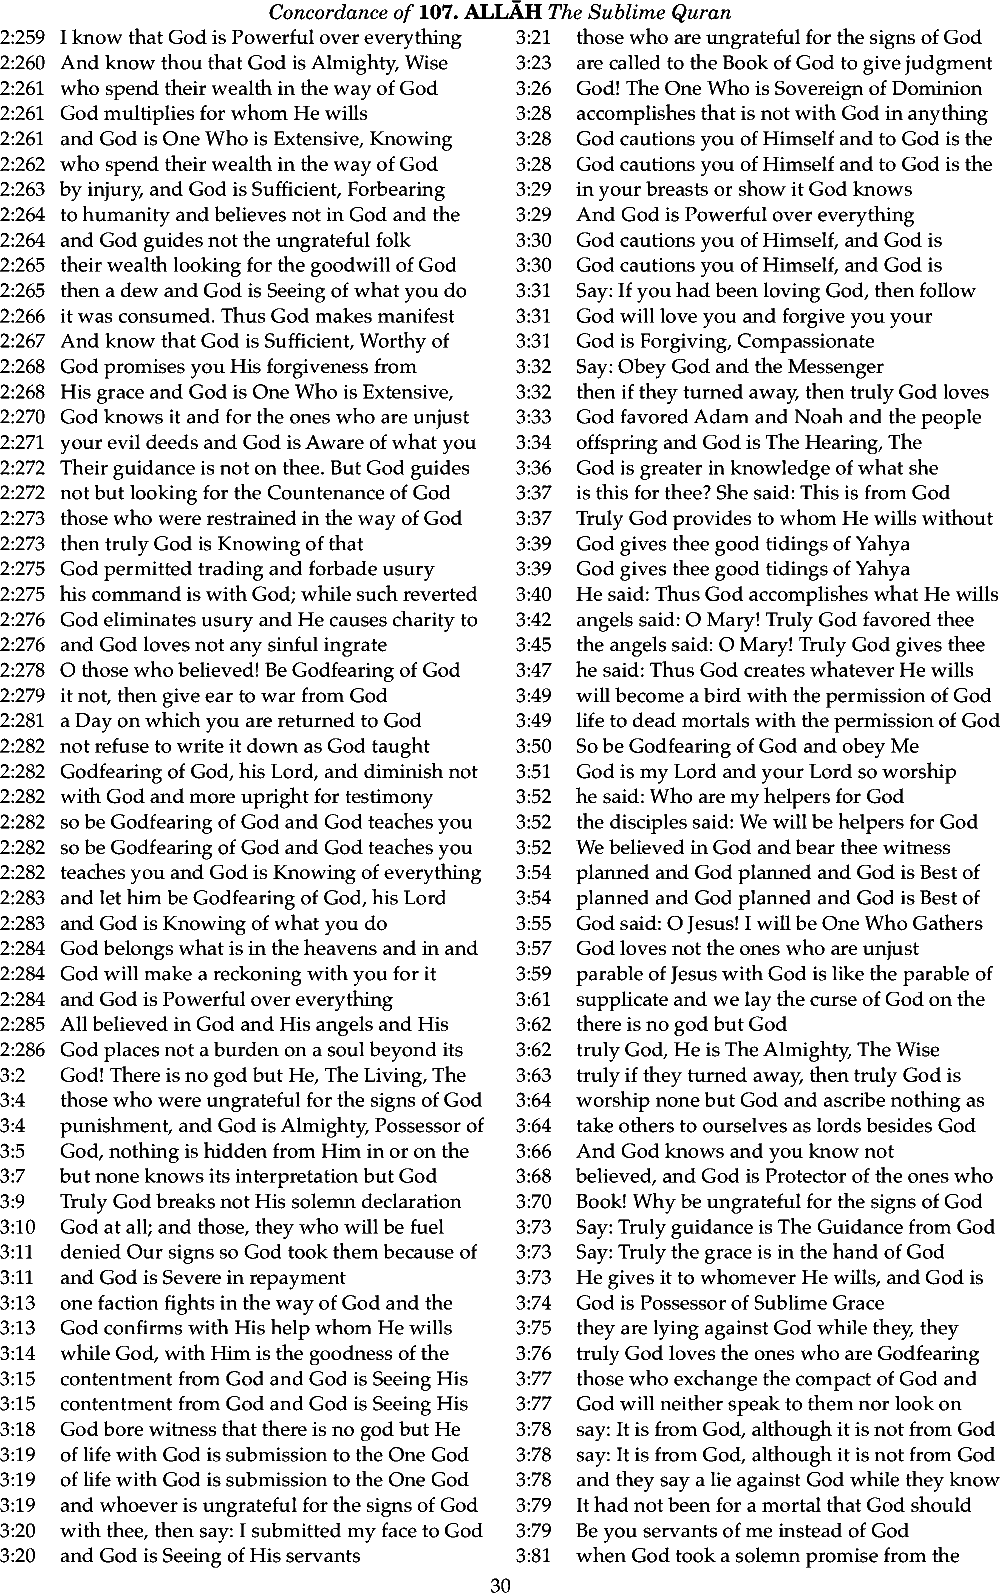 Concordance of 107. ALLĀH The Sublime Quran
2:259 I know that God is Powerful over everything
2:260 And know thou that God is Almighty, Wise
2:261 who spend their wealth in the way of God
2:261 God multiplies for whom He wills
2:261 and God is One Who is Extensive, Knowing
2:262 who spend their wealth in the way of God
2:263 by injury, and God is Sufficient, Forbearing
2:264 to humanity and believes not in God and the
2:264 and God guides not the ungrateful folk
2:265 their wealth looking for the goodwill of God
2:265 then a dew and God is Seeing of what you do
2:266 it was consumed. Thus God makes manifest
2:267 And know that God is Sufficient, Worthy of
2:268 God promises you His forgiveness from
2:268 His grace and God is One Who is Extensive,
2:270 God knows it and for the ones who are unjust
2:271 your evil deeds and God is Aware of what you
2:272 Their guidance is not on thee. But God guides
2:272 not but looking for the Countenance of God
2:273 those who were restrained in the way of God
2:273 then truly God is Knowing of that
2:275 God permitted trading and forbade usury
2:275 his command is with God; while such reverted
2:276 God eliminates usury and He causes charity to
2:276 and God loves not any sinful ingrate
2:278 O those who believed! Be Godfearing of God
2:279 it not, then give ear to war from God
2:281 a Day on which you are returned to God
2:282 not refuse to write it down as God taught
2:282 Godfearing of God, his Lord, and diminish not
2:282 with God and more upright for testimony
2:282 so be Godfearing of God and God teaches you
2:282 so be Godfearing of God and God teaches you
2:282 teaches you and God is Knowing of everything
2:283 and let him be Godfearing of God, his Lord
2:283 and God is Knowing of what you do
2:284 God belongs what is in the heavens and in and
2:284 God will make a reckoning with you for it
2:284 and God is Powerful over everything
2:285 All believed in God and His angels and His
2:286 God places not a burden on a soul beyond its
3:2 God! There is no god but He, The Living, The
3:4 those who were ungrateful for the signs of God
3:4 punishment, and God is Almighty, Possessor of
3:5 God, nothing is hidden from Him in or on the
3:7 but none knows its interpretation but God
3:9 Truly God breaks not His solemn declaration
3:10 God at all; and those, they who will be fuel
3:11 denied Our signs so God took them because of
3:11 and God is Severe in repayment
3:13 one faction fights in the way of God and the
3:13 God confirms with His help whom He wills
3:14 while God, with Him is the goodness of the
3:15 contentment from God and God is Seeing His
3:15 contentment from God and God is Seeing His
3:18 God bore witness that there is no god but He
3:19 of life with God is submission to the One God
3:19 of life with God is submission to the One God
3:19 and whoever is ungrateful for the signs of God
3:20 with thee, then say: I submitted my face to God
3:20 and God is Seeing of His servants
3:21 those who are ungrateful for the signs of God
3:23 are called to the Book of God to give judgment
3:26 God! The One Who is Sovereign of Dominion
3:28 accomplishes that is not with God in anything
3:28 God cautions you of Himself and to God is the
3:28 God cautions you of Himself and to God is the
3:29 in your breasts or show it God knows
3:29 And God is Powerful over everything
3:30 God cautions you of Himself, and God is
3:30 God cautions you of Himself, and God is
3:31 Say: If you had been loving God, then follow
3:31 God will love you and forgive you your
3:31 God is Forgiving, Compassionate
3:32 Say: Obey God and the Messenger
3:32 then if they turned away, then truly God loves
3:33 God favored Adam and Noah and the people
3:34 offspring and God is The Hearing, The
3:36 God is greater in knowledge of what she
3:37 is this for thee? She said: This is from God
3:37 Truly God provides to whom He wills without
3:39 God gives thee good tidings of Yahya
3:39 God gives thee good tidings of Yahya
3:40 He said: Thus God accomplishes what He wills
3:42 angels said: O Mary! Truly God favored thee
3:45 the angels said: O Mary! Truly God gives thee
3:47 he said: Thus God creates whatever He wills
3:49 will become a bird with the permission of God
3:49 life to dead mortals with the permission of God
3:50 So be Godfearing of God and obey Me
3:51 God is my Lord and your Lord so worship
3:52 he said: Who are my helpers for God
3:52 the disciples said: We will be helpers for God
3:52 We believed in God and bear thee witness
3:54 planned and God planned and God is Best of
3:54 planned and God planned and God is Best of
3:55 God said: O Jesus! I will be One Who Gathers
3:57 God loves not the ones who are unjust
3:59 parable of Jesus with God is like the parable of
3:61 supplicate and we lay the curse of God on the
3:62 there is no god but God
3:62 truly God, He is The Almighty, The Wise
3:63 truly if they turned away, then truly God is
3:64 worship none but God and ascribe nothing as
3:64 take others to ourselves as lords besides God
3:66 And God knows and you know not
3:68 believed, and God is Protector of the ones who
3:70 Book! Why be ungrateful for the signs of God
3:73 Say: Truly guidance is The Guidance from God
3:73 Say: Truly the grace is in the hand of God
3:73 He gives it to whomever He wills, and God is
3:74 God is Possessor of Sublime Grace
3:75 they are lying against God while they, they
3:76 truly God loves the ones who are Godfearing
3:77 those who exchange the compact of God and
3:77 God will neither speak to them nor look on
3:78 say: It is from God, although it is not from God
3:78 say: It is from God, although it is not from God
3:78 and they say a lie against God while they know
3:79 It had not been for a mortal that God should
3:79 Be you servants of me instead of God
3:81 when God took a solemn promise from the
30